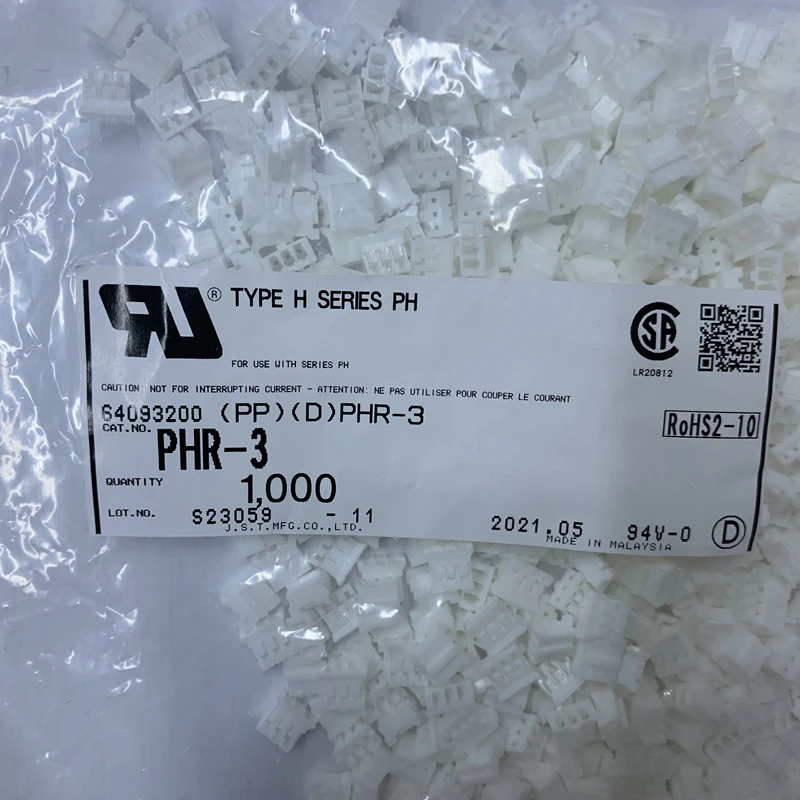 ® TYPE H SERIES PH
FOR USE WITH SERIES PH
LR20812
CAUTION: NOT FOR INTERRUPTING CURRENT - ATTENTION: NE PAS UTILISER POUR COUPER LE COURANT
64093200 (PP)(D)PHR-3
RoHS2-10
CAT.NO. PHR-3
QUANTITY 1,000
LOT.NO. S23059 - 11
2021.05 94V-0 D
J.S.T.MFG.CO.,LTD.
MADE IN MALAYSIA